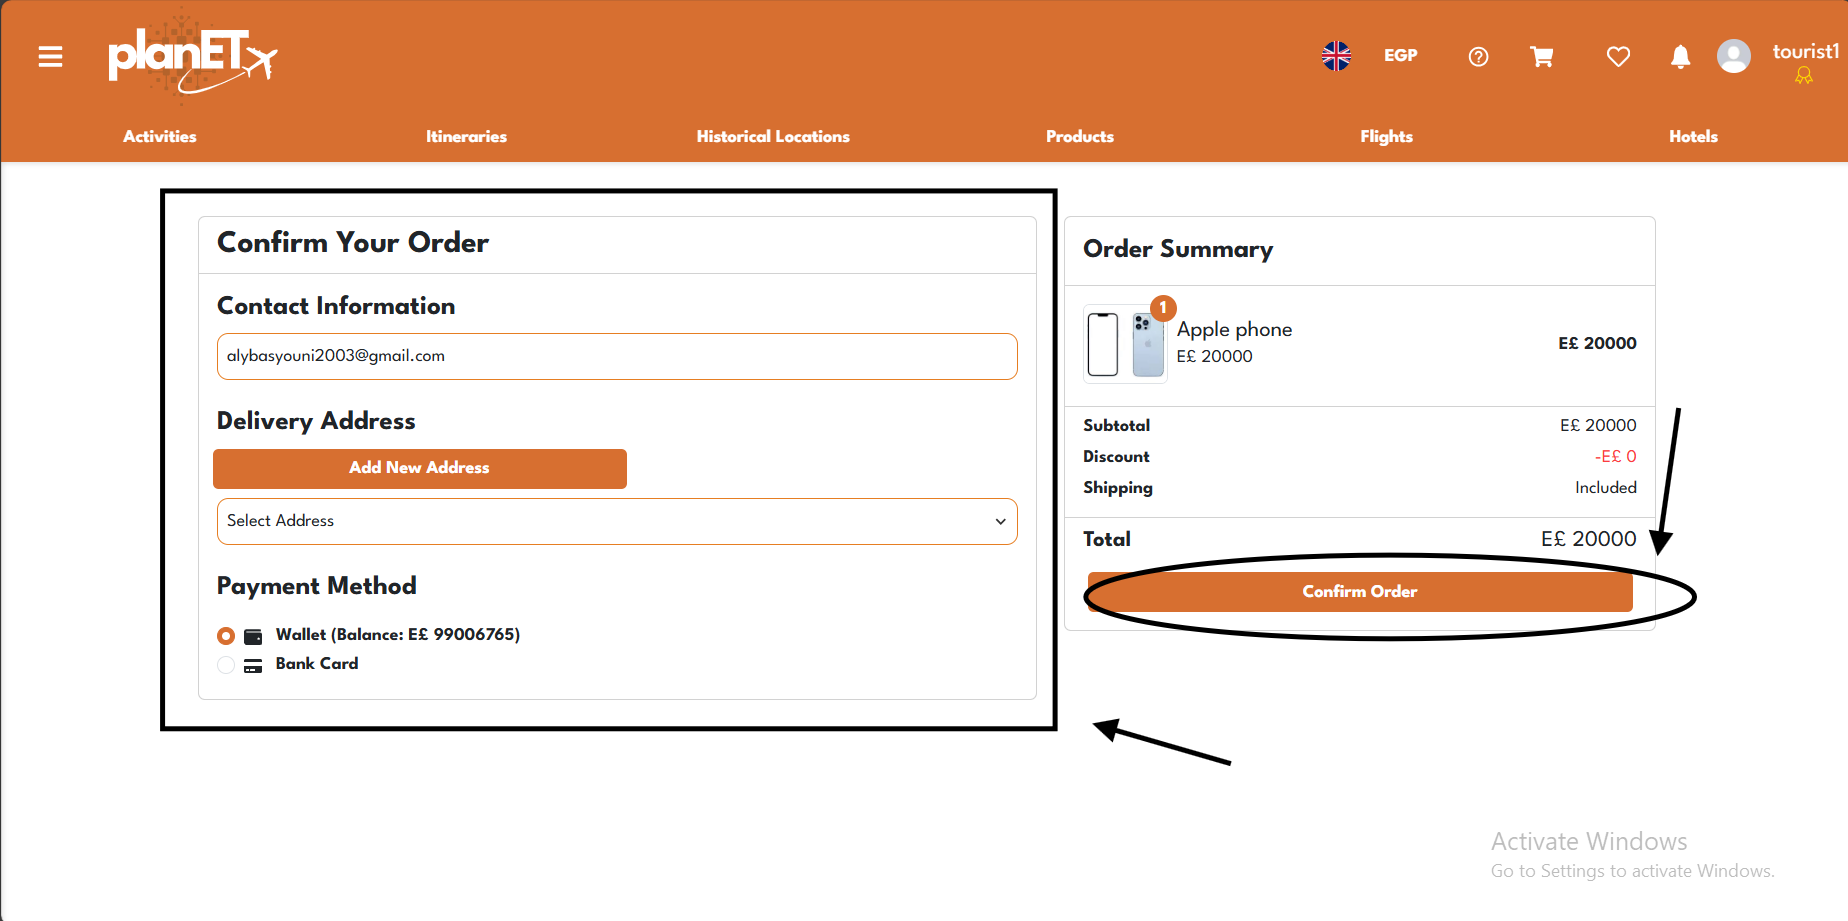 planET
EGP
tourist1
Activities
Itineraries
Historical Locations
Products
Flights
Hotels
Confirm Your Order
Contact Information
alybasyouni2003@gmail.com
Delivery Address
Add New Address
Select Address
Payment Method
Wallet (Balance: E£ 99006765)
Bank Card
Order Summary
1
Apple phone
E£ 20000
E£ 20000
Subtotal E£ 20000
Discount -E£ 0
Shipping Included
Total E£ 20000
Confirm Order
Activate Windows
Go to Settings to activate Windows.